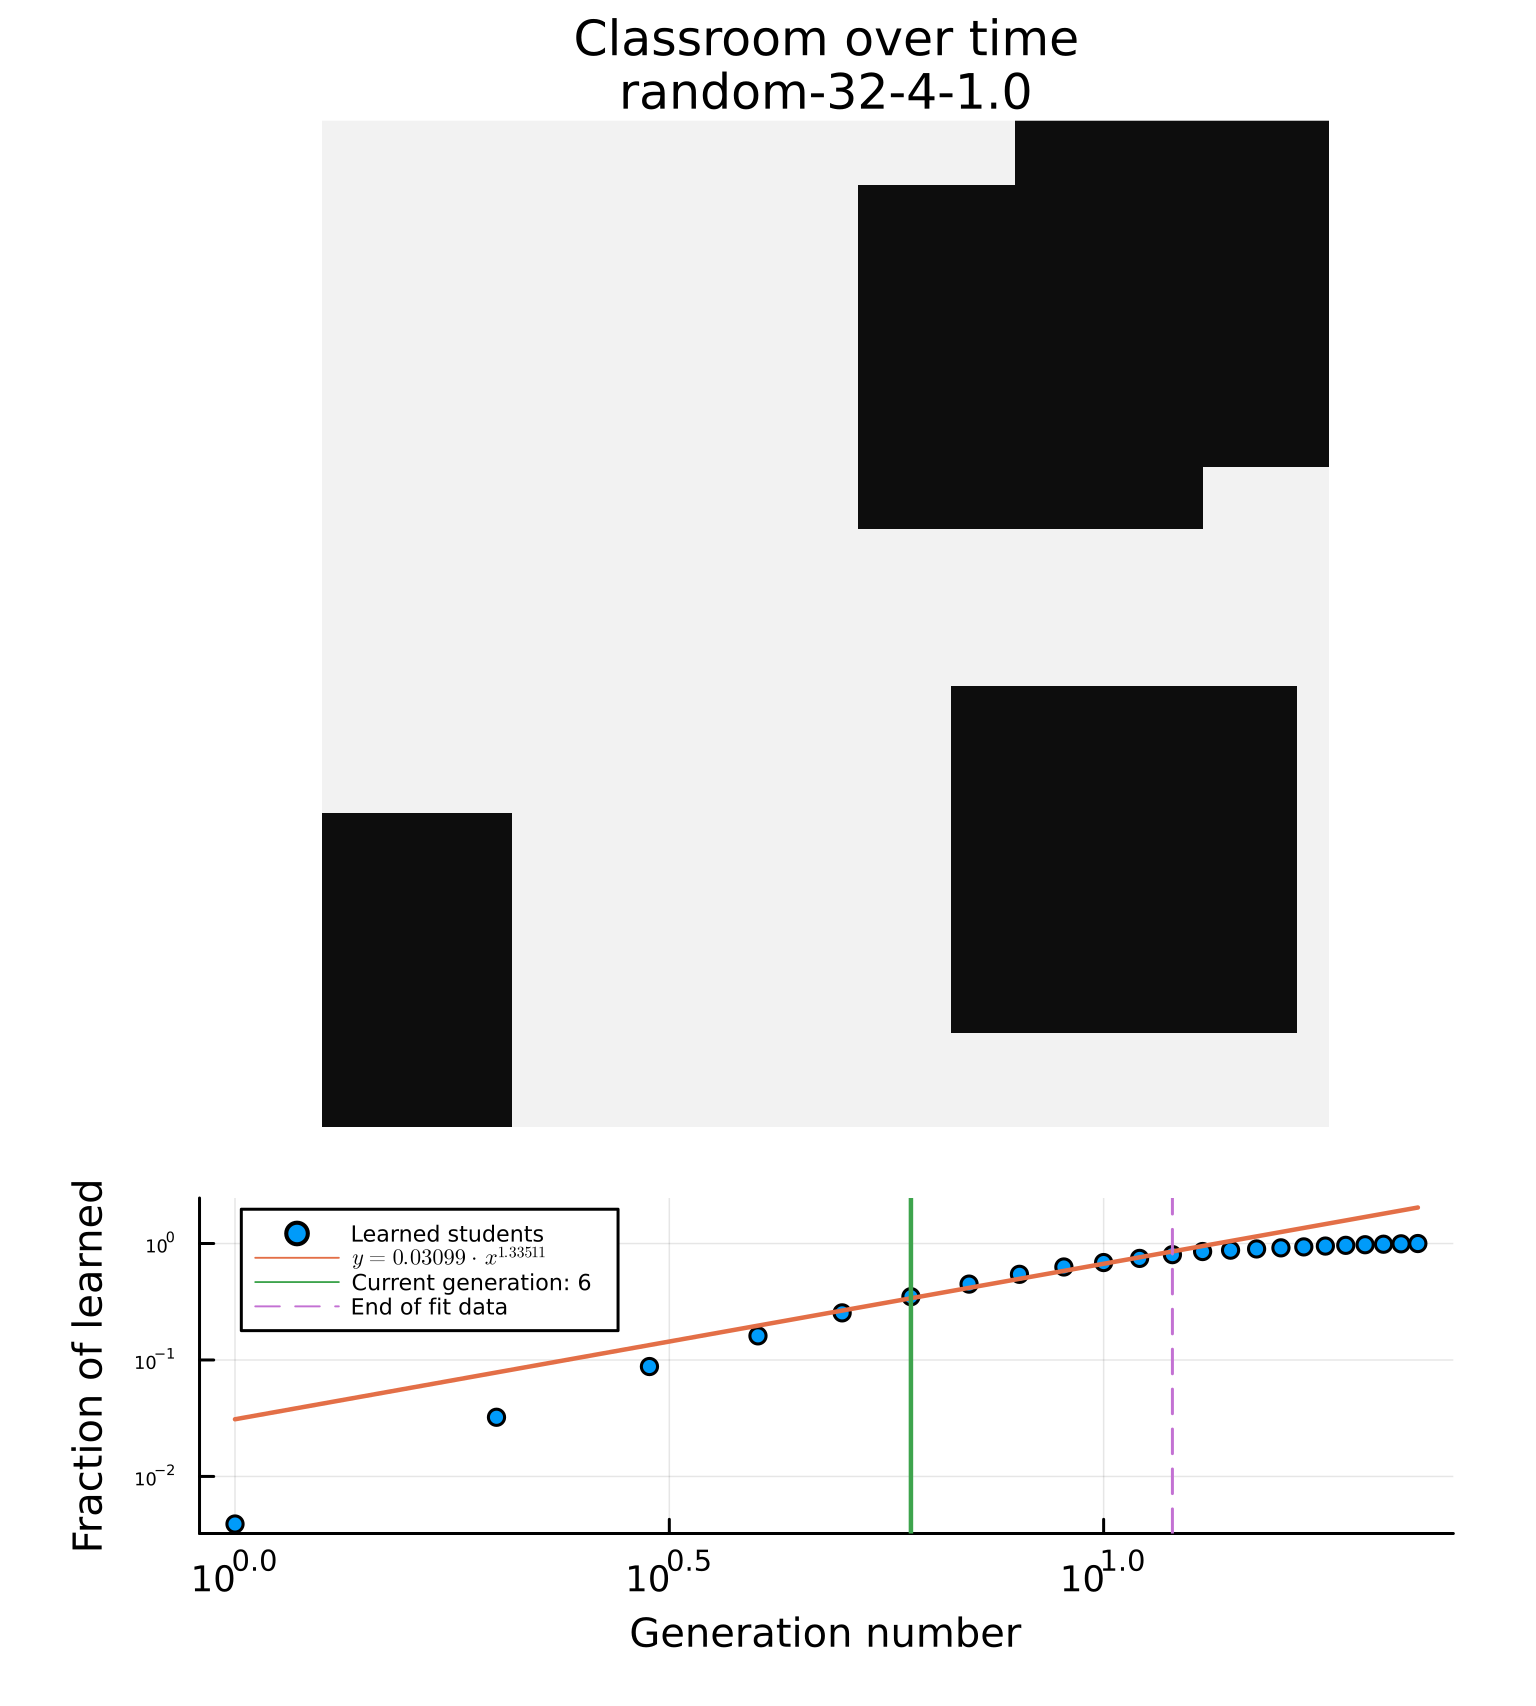 Classroom over time
random-32-4-1.0
Fraction of learned
10^0
10^-1
10^-2
Learned students
y = 0.03099 · x^1.33511
Current generation: 6
End of fit data
10^0.0 10^0.5 10^1.0
Generation number